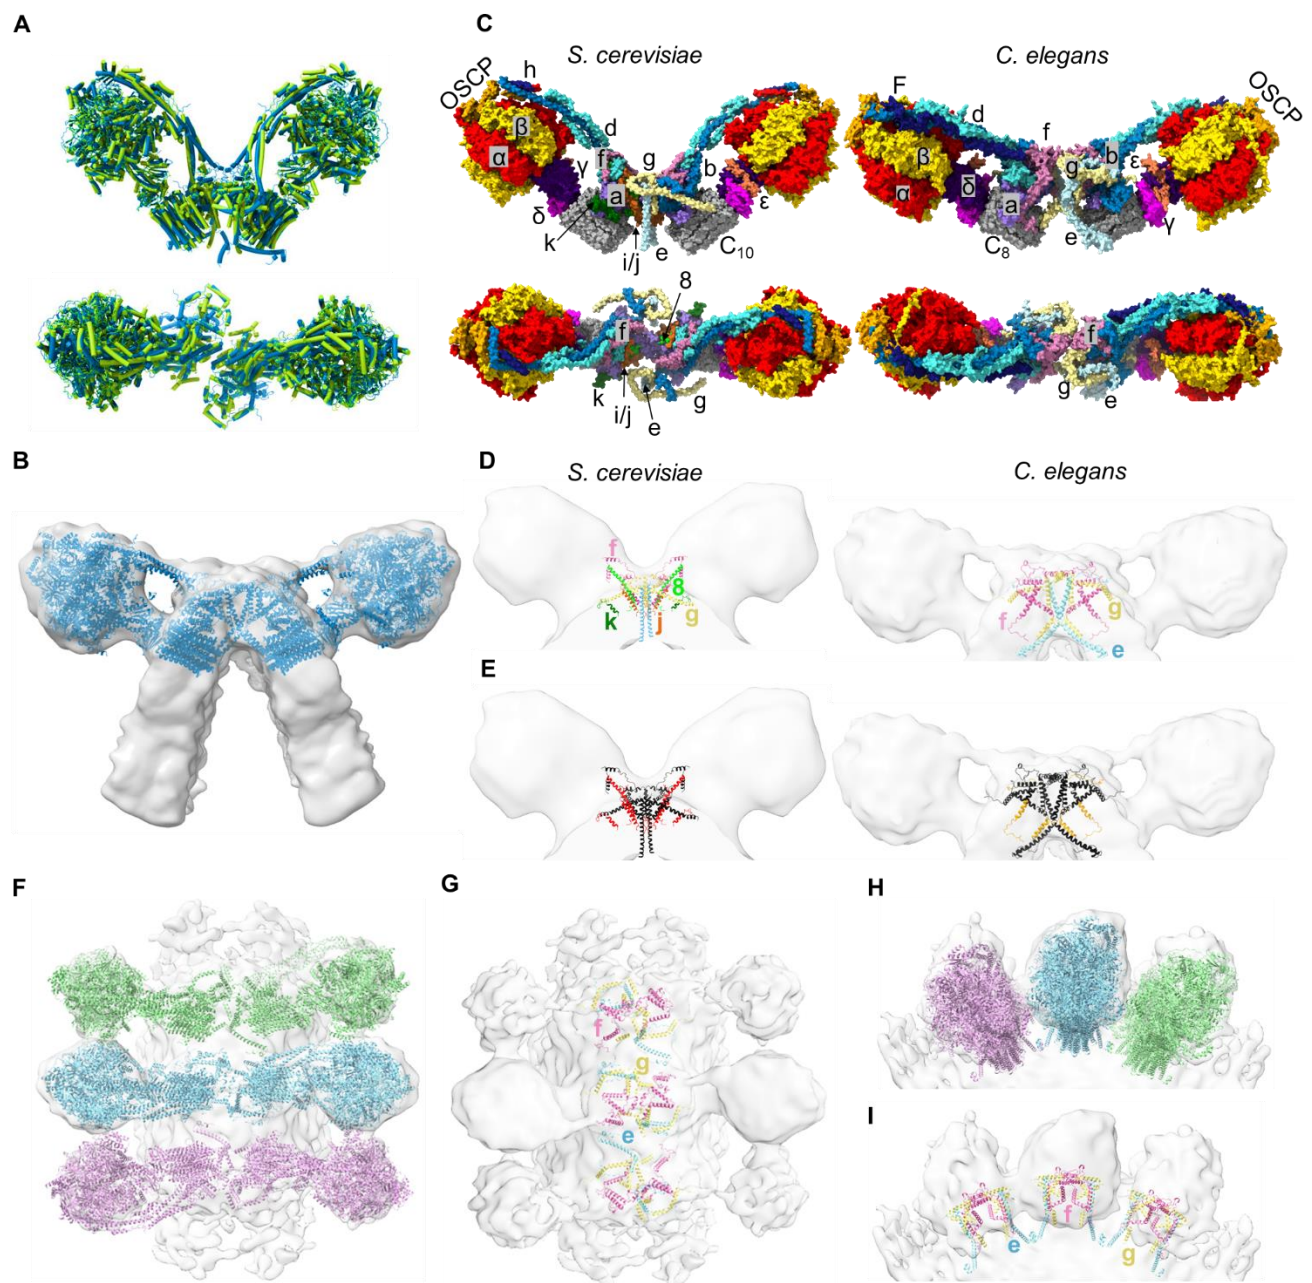 A
C
S. cerevisiae
C. elegans
OSCP
h
β
α
d
f
g
γ
a
b
δ
ε
k
i/j
e
C₁₀
F
d
f
OSCP
β
g
b
ε
α
δ
a
C₈
e
γ
8
f
k
i/j
e
g
f
g
e
B
D
S. cerevisiae
C. elegans
f
8
k
j
g
f
g
e
E
F
G
H
f
g
e
I
f
e
g